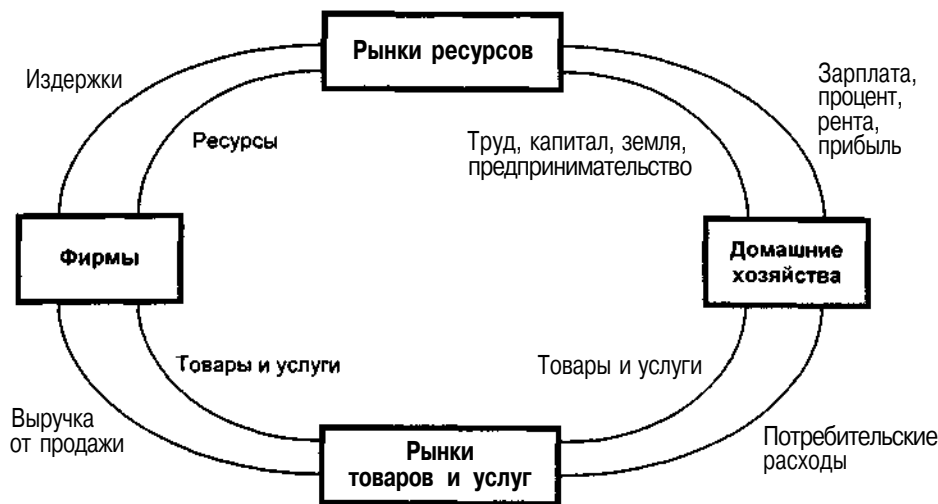 Рынки ресурсов
Издержки
Зарплата,
процент,
рента,
прибыль
Ресурсы
Труд, капитал, земля,
предпринимательство
Фирмы
Домашние
хозяйства
Товары и услуги
Товары и услуги
Выручка
от продажи
Рынки
товаров и услуг
Потребительские
расходы